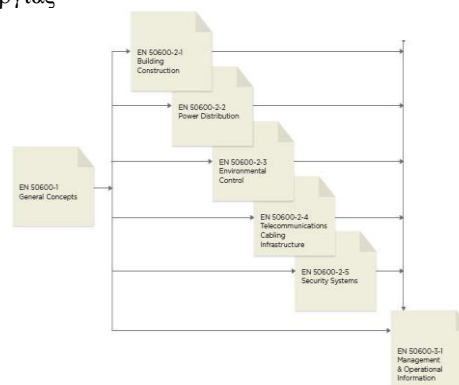 EN 50600-2-1
Building
Construction
EN 50600-2-2
Power Distribution
EN 50600-2-3
Environmental
Control
EN 50600-1
General Concepts
EN 50600-2-4
Telecommunications
Cabling
Infrastructure
EN 50600-2-5
Security Systems
EN 50600-3-1
Management
& Operational
Information